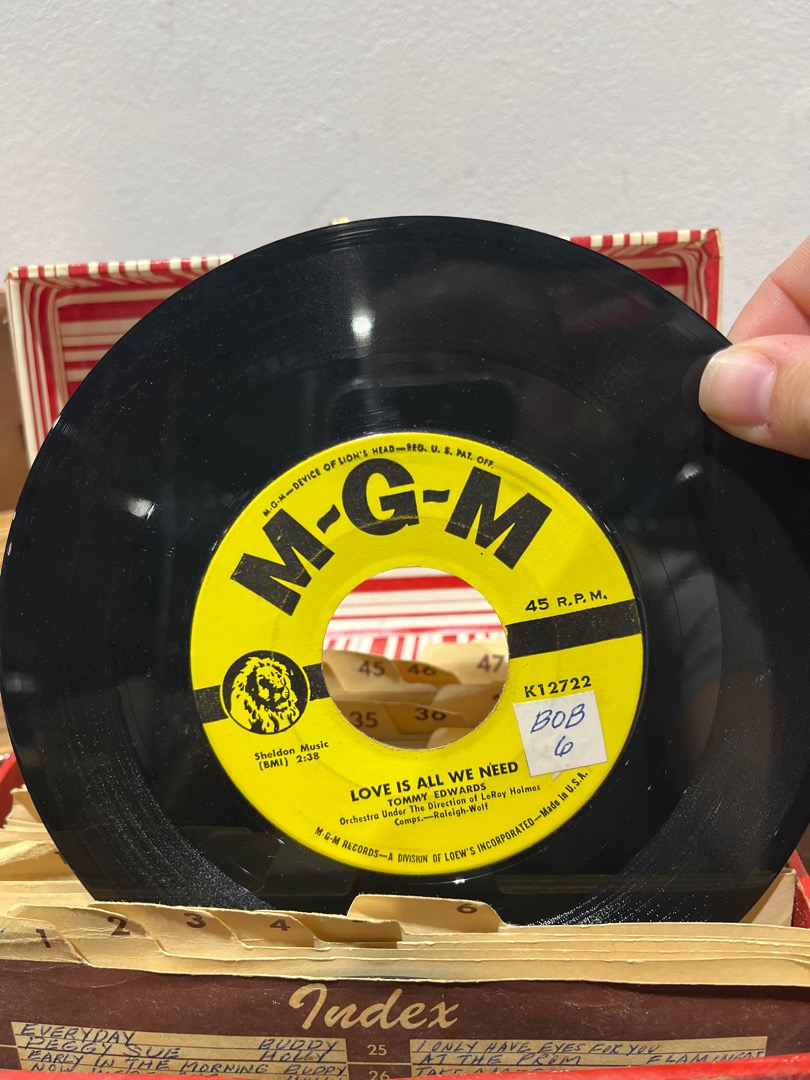 M-G-M—DEVICE OF LION'S HEAD—REG. U. S. PAT. OFF.
M-G-M
45 R.P.M.
K12722
BOB
6
Sheldon Music
(BMI) 2:38
LOVE IS ALL WE NEED
TOMMY EDWARDS
Orchestra Under The Direction of LeRoy Holmes
Comps.—Raleigh-Wolf
M-G-M RECORDS—A DIVISION OF LOEW'S INCORPORATED—Made in U.S.A.
45 46 47
35 36
1 2 3 4 6
Index
EVERYDAY
PEGGY SUE BUDDY HOLLY 25 I ONLY HAVE EYES FOR YOU
AT THE PROM FLAMINGOS
EARLY IN THE MORNING BUDDY HOLLY 26
NOW